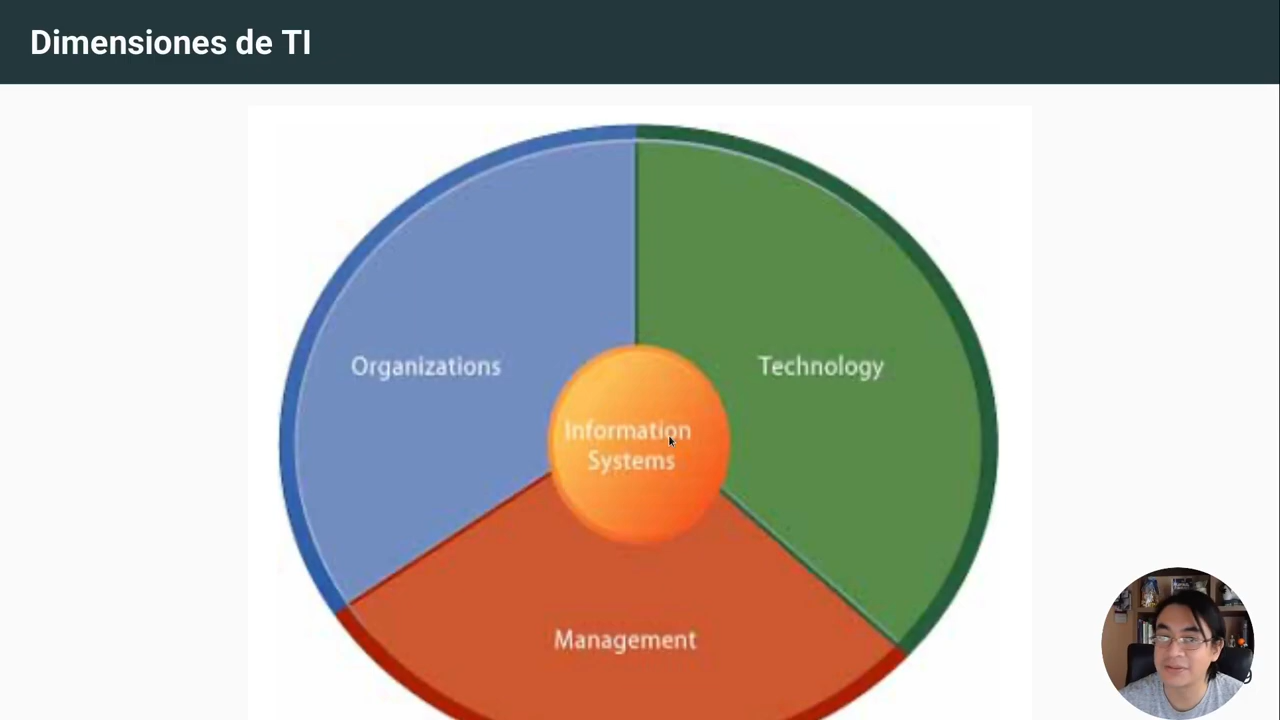 Dimensiones de TI
Organizations
Technology
Information
Systems
Management